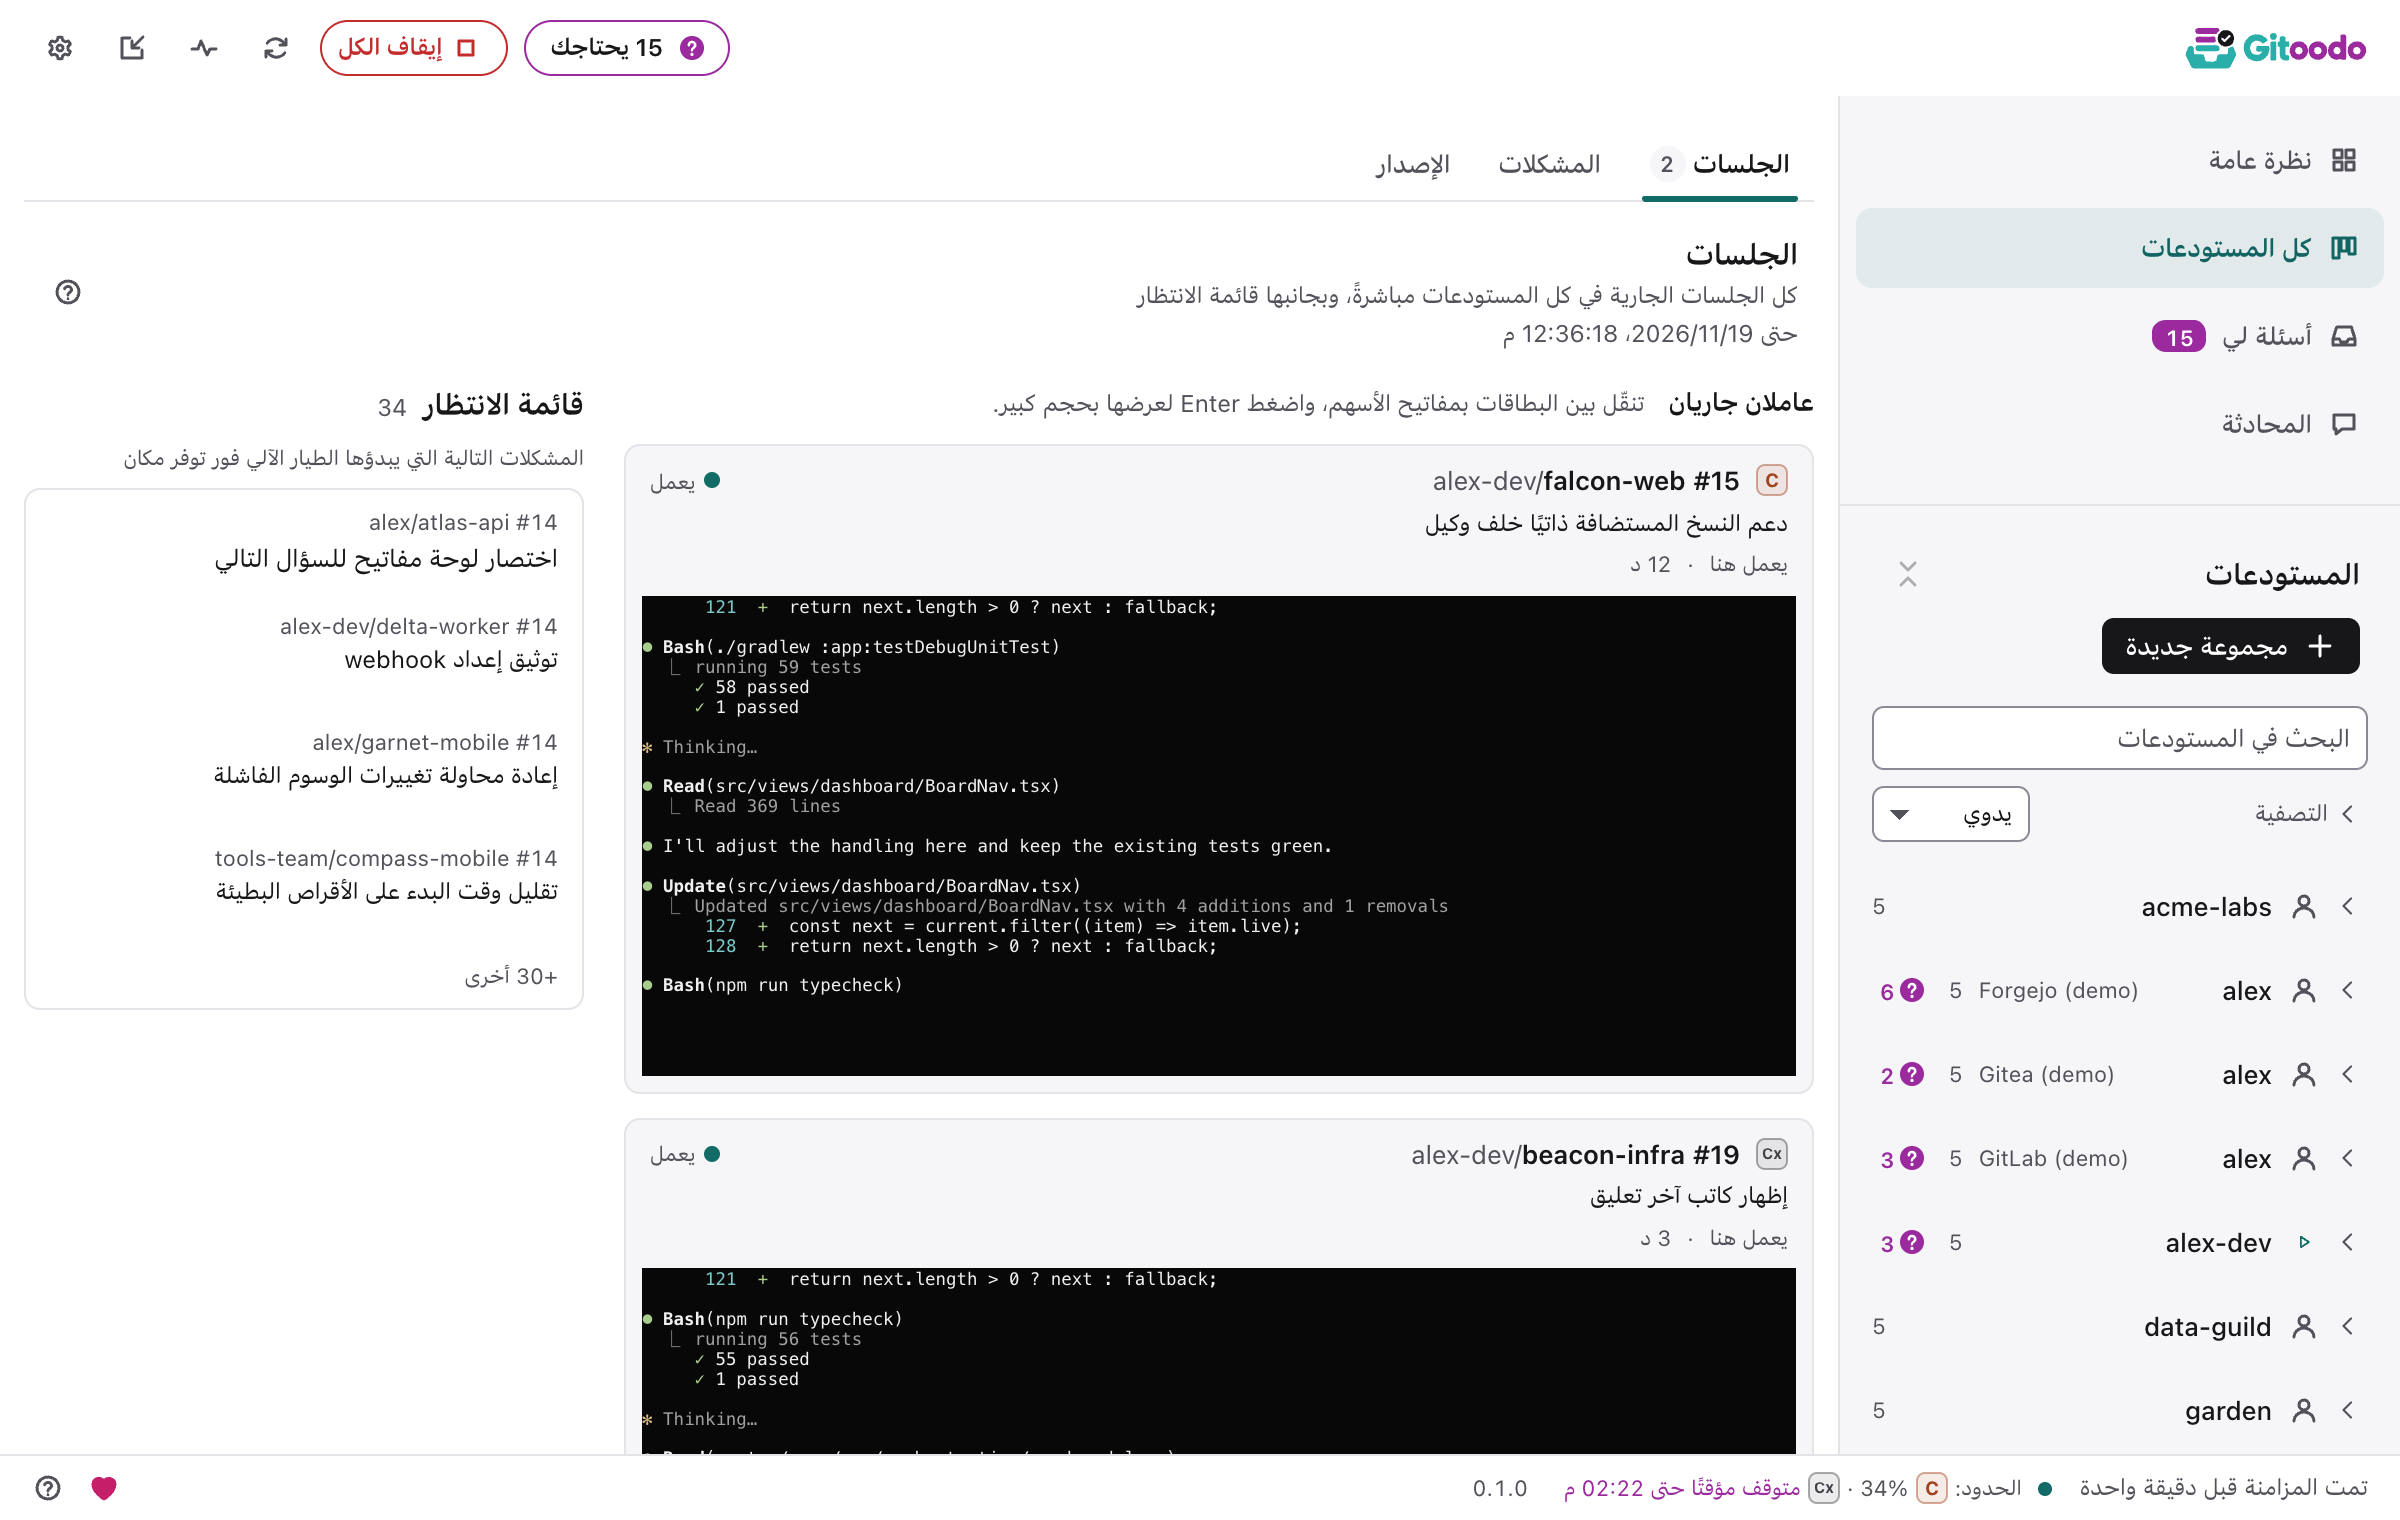 Gitoodo
15 يحتاجك
إيقاف الكل
نظرة عامة
كل المستودعات
أسئلة لي 15
المحادثة
المستودعات
مجموعة جديدة
البحث في المستودعات
التصفية
يدوي
acme-labs 5
alex Forgejo (demo) 5 6
alex Gitea (demo) 5 2
alex GitLab (demo) 5 3
alex-dev 5 3
data-guild 5
garden 5
الجلسات 2
المشكلات
الإصدار
الجلسات
كل الجلسات الجارية في كل المستودعات مباشرةً، وبجانبها قائمة الانتظار
حتى 2026/11/19، 12:36:18 م
عاملان جاريان تنقّل بين البطاقات بمفاتيح الأسهم، واضغط Enter لعرضها بحجم كبير.
C alex-dev/falcon-web #15
يعمل
دعم النسخ المستضافة ذاتيًا خلف وكيل
يعمل هنا · 12 د
121 + return next.length > 0 ? next : fallback;
● Bash(./gradlew :app:testDebugUnitTest)
⎿ running 59 tests
✓ 58 passed
✓ 1 passed
✻ Thinking…
● Read(src/views/dashboard/BoardNav.tsx)
⎿ Read 369 lines
● I'll adjust the handling here and keep the existing tests green.
● Update(src/views/dashboard/BoardNav.tsx)
⎿ Updated src/views/dashboard/BoardNav.tsx with 4 additions and 1 removals
127 + const next = current.filter((item) => item.live);
128 + return next.length > 0 ? next : fallback;
● Bash(npm run typecheck)
Cx alex-dev/beacon-infra #19
يعمل
إظهار كاتب آخر تعليق
يعمل هنا · 3 د
121 + return next.length > 0 ? next : fallback;
● Bash(npm run typecheck)
⎿ running 56 tests
✓ 55 passed
✓ 1 passed
✻ Thinking…
قائمة الانتظار 34
المشكلات التالية التي يبدؤها الطيار الآلي فور توفر مكان
alex/atlas-api #14
اختصار لوحة مفاتيح للسؤال التالي
alex-dev/delta-worker #14
توثيق إعداد webhook
alex/garnet-mobile #14
إعادة محاولة تغييرات الوسوم الفاشلة
tools-team/compass-mobile #14
تقليل وقت البدء على الأقراص البطيئة
+30 أخرى
تمت المزامنة قبل دقيقة واحدة
الحدود: C 34% · Cx متوقف مؤقتًا حتى 02:22 م
0.1.0